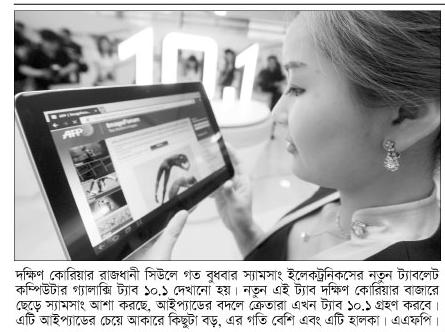 10.1
AFP
ImageForum
দক্ষিণ কোরিয়ার রাজধানী সিউলে গত বুধবার স্যামসাং ইলেকট্রনিকসের নতুন ট্যাবলেট
কম্পিউটার গ্যালাক্সি ট্যাব ১০.১ দেখানো হয়। নতুন এই ট্যাব দক্ষিণ কোরিয়ার বাজারে
ছেড়ে স্যামসাং আশা করছে, আইপ্যাডের বদলে ক্রেতারা এখন ট্যাব ১০.১ গ্রহণ করবে।
এটি আইপ্যাডের চেয়ে আকারে কিছুটা বড়, এর গতি বেশি এবং এটি হালকা। এএফপি